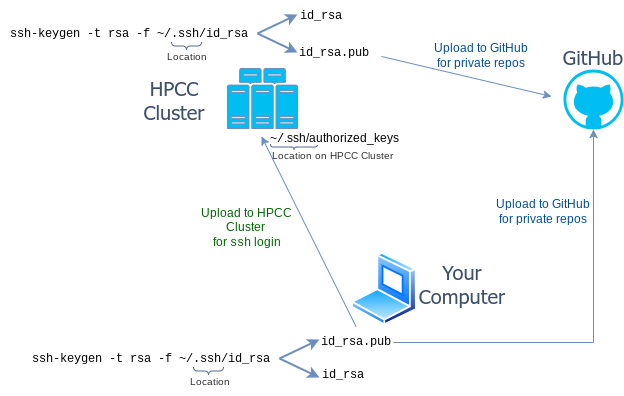 id_rsa
ssh-keygen -t rsa -f ~/.ssh/id_rsa
Location
id_rsa.pub
Upload to GitHub
for private repos
GitHub
HPCC
Cluster
~/.ssh/authorized_keys
Location on HPCC Cluster
Upload to HPCC
Cluster
for ssh login
Upload to GitHub
for private repos
Your
Computer
id_rsa.pub
ssh-keygen -t rsa -f ~/.ssh/id_rsa
Location
id_rsa